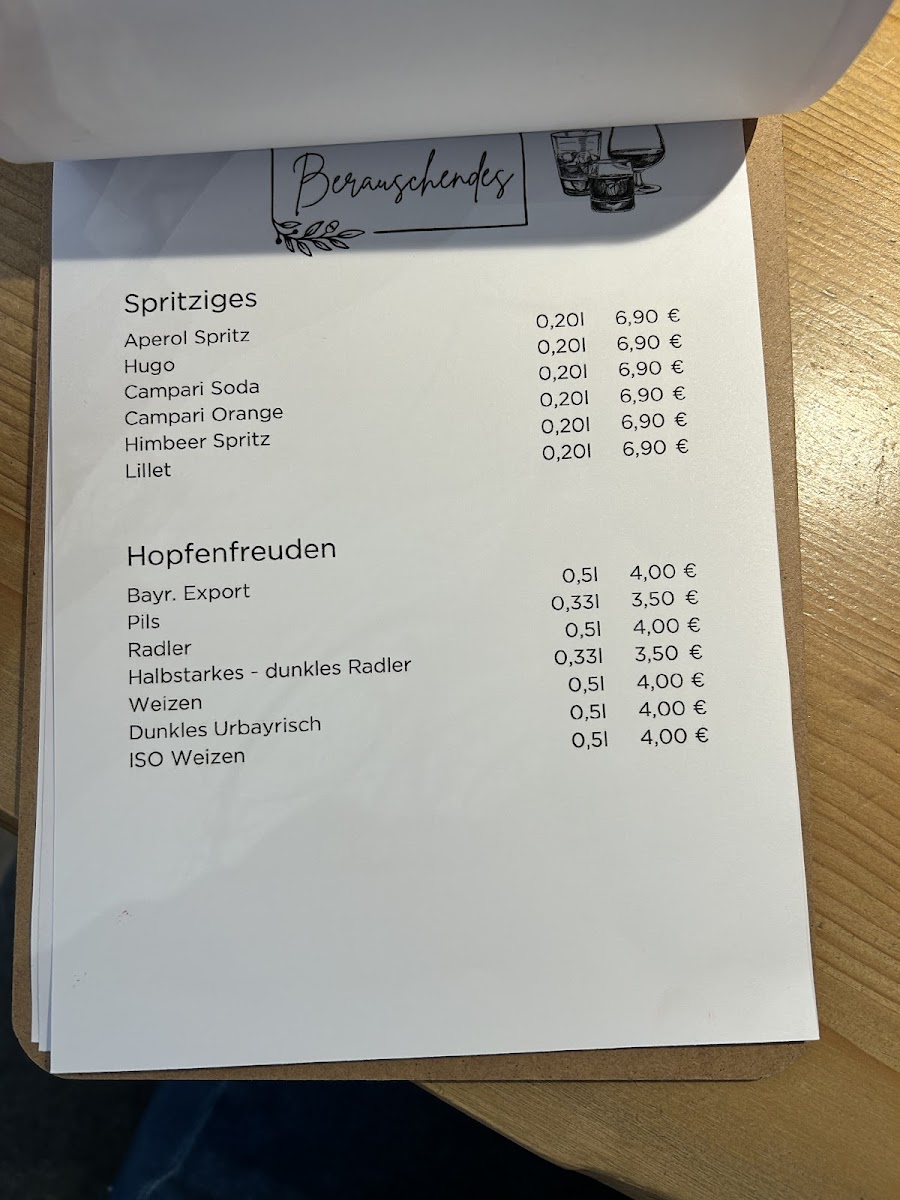 Berauschendes
Spritziges
Aperol Spritz 0,20l 6,90 €
Hugo 0,20l 6,90 €
Campari Soda 0,20l 6,90 €
Campari Orange 0,20l 6,90 €
Himbeer Spritz 0,20l 6,90 €
Lillet 0,20l 6,90 €
Hopfenfreuden
Bayr. Export 0,5l 4,00 €
Pils 0,33l 3,50 €
Radler 0,5l 4,00 €
Halbstarkes - dunkles Radler 0,33l 3,50 €
Weizen 0,5l 4,00 €
Dunkles Urbayrisch 0,5l 4,00 €
ISO Weizen 0,5l 4,00 €